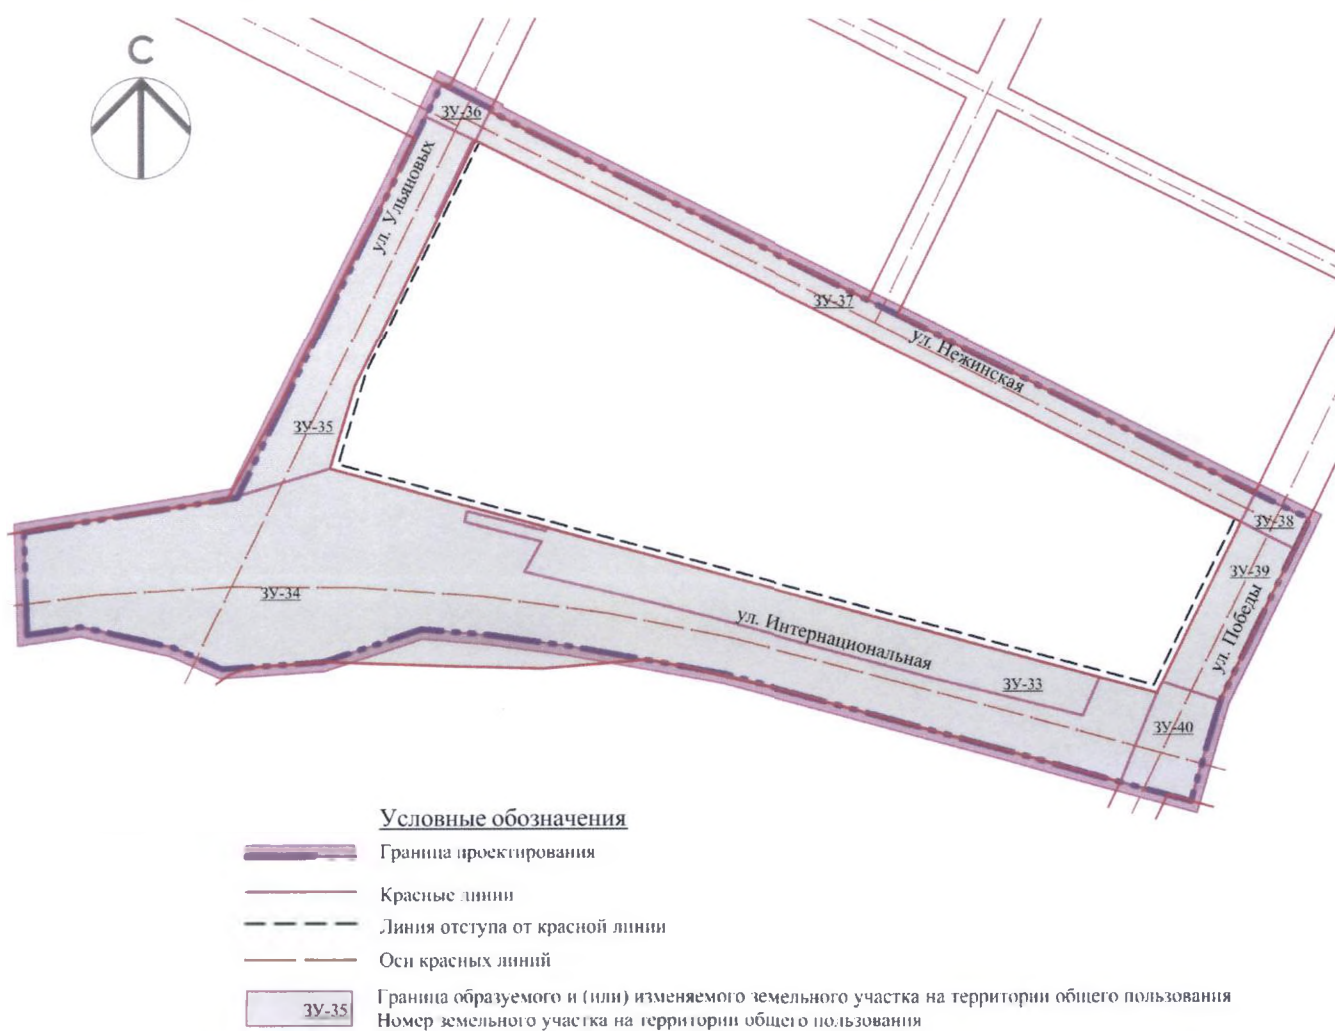 С
ЗУ-36
ул. Ульяновых
ЗУ-37
ул. Нежинская
ЗУ-35
ЗУ-38
ЗУ-39
ЗУ-34
ул. Победы
ул. Интернациональная
ЗУ-33
ЗУ-40
Условные обозначения
Граница проектирования
Красные линии
Линия отступа от красной линии
Оси красных линий
ЗУ-35
Граница образуемого и (или) изменяемого земельного участка на территории общего пользования
Номер земельного участка на территории общего пользования